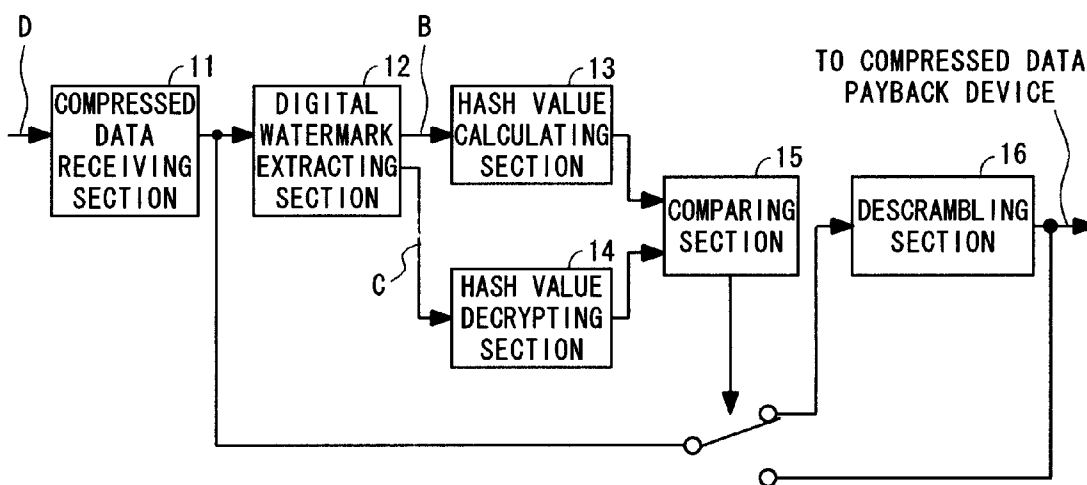 D
11
COMPRESSED
DATA
RECEIVING
SECTION
12
DIGITAL
WATERMARK
EXTRACTING
SECTION
B
C
13
HASH VALUE
CALCULATING
SECTION
14
HASH VALUE
DECRYPTING
SECTION
15
COMPARING
SECTION
16
DESCRAMBLING
SECTION
TO COMPRESSED DATA
PAYBACK DEVICE